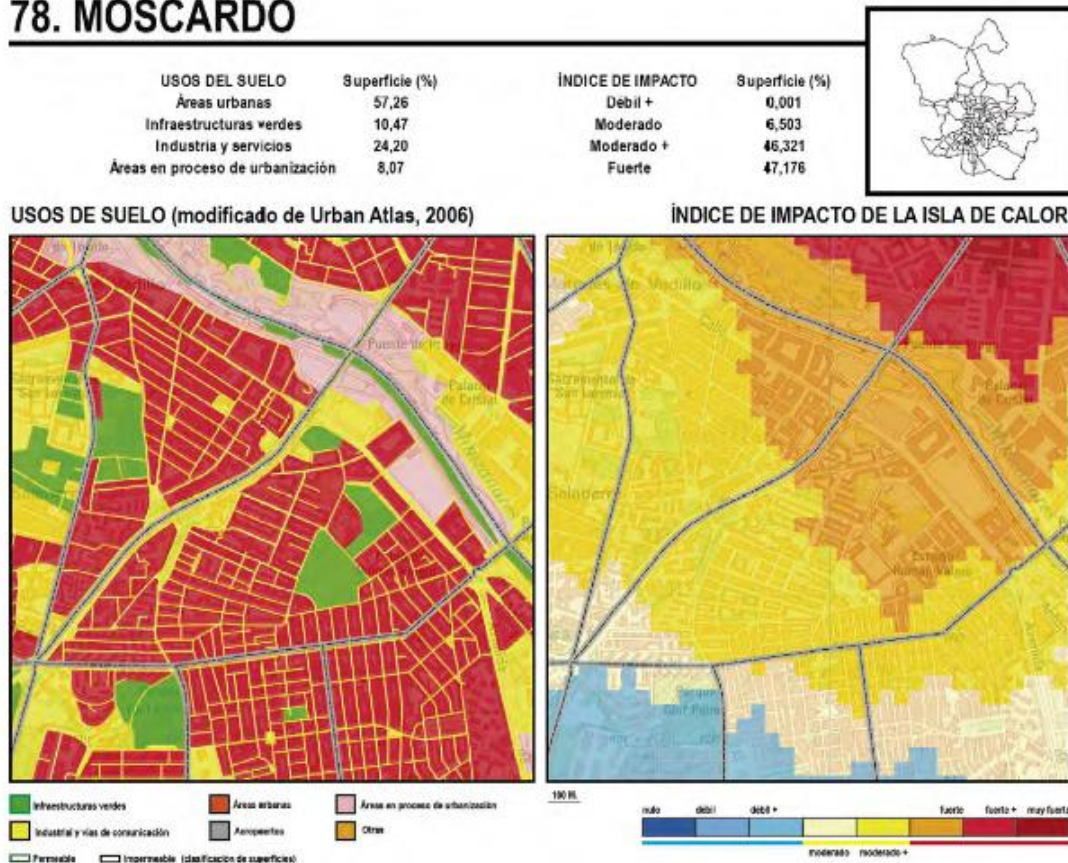 78. MOSCARDÓ
USOS DEL SUELO Superficie (%)
Áreas urbanas 57,26
Infraestructuras verdes 10,47
Industria y servicios 24,20
Áreas en proceso de urbanización 8,07
ÍNDICE DE IMPACTO Superficie (%)
Débil + 0,001
Moderado 6,503
Moderado + 46,321
Fuerte 47,176
USOS DE SUELO (modificado de Urban Atlas, 2006)
ÍNDICE DE IMPACTO DE LA ISLA DE CALOR
Infraestructuras verdes
Áreas urbanas
Áreas en proceso de urbanización
Industrial y vías de comunicación
Aeropuertos
Otras
Permeable
Impermeable (clasificación de superficies)
100 M.
nulo débil débil + fuerte fuerte + muy fuerte
moderado moderado +